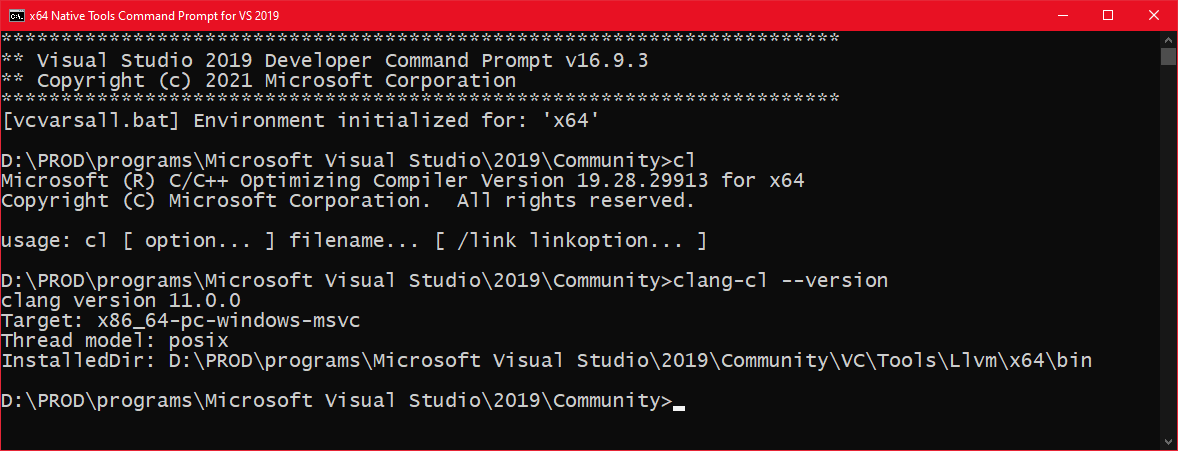 x64 Native Tools Command Prompt for VS 2019
**********************************************************************
** Visual Studio 2019 Developer Command Prompt v16.9.3
** Copyright (c) 2021 Microsoft Corporation
**********************************************************************
[vcvarsall.bat] Environment initialized for: 'x64'
D:\PROD\programs\Microsoft Visual Studio\2019\Community>cl
Microsoft (R) C/C++ Optimizing Compiler Version 19.28.29913 for x64
Copyright (C) Microsoft Corporation.  All rights reserved.
usage: cl [ option... ] filename... [ /link linkoption... ]
D:\PROD\programs\Microsoft Visual Studio\2019\Community>clang-cl --version
clang version 11.0.0
Target: x86_64-pc-windows-msvc
Thread model: posix
InstalledDir: D:\PROD\programs\Microsoft Visual Studio\2019\Community\VC\Tools\Llvm\x64\bin
D:\PROD\programs\Microsoft Visual Studio\2019\Community>